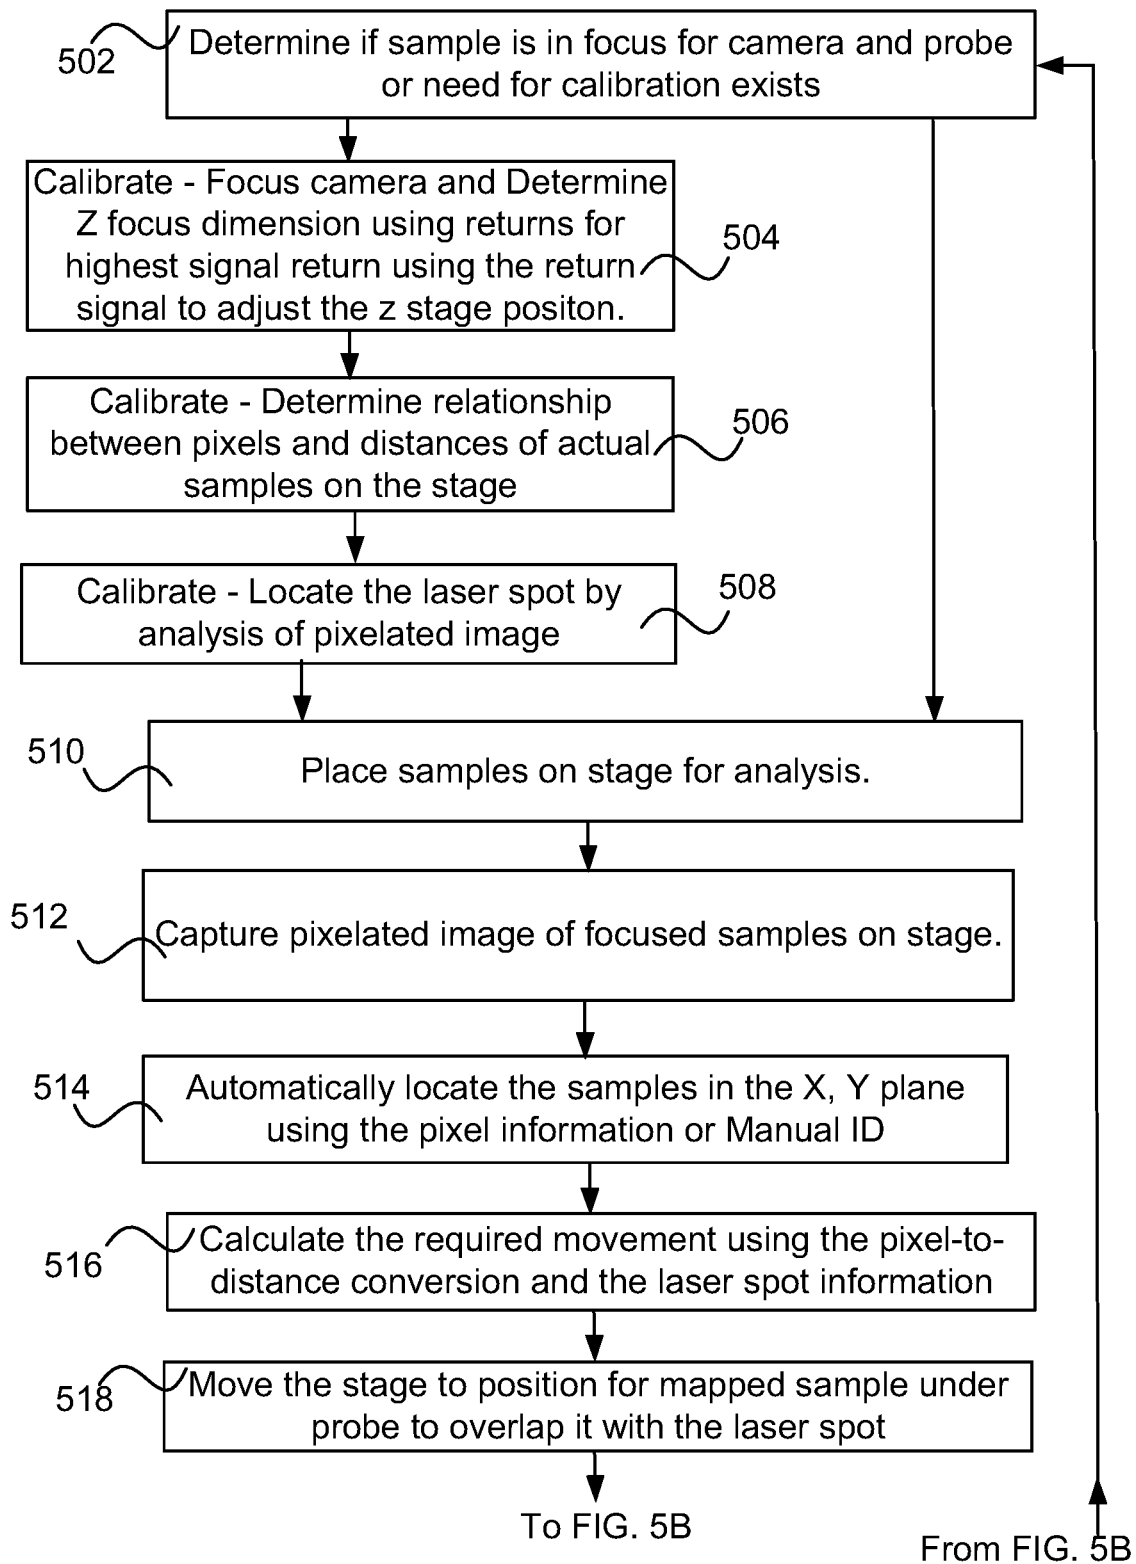 502
Determine if sample is in focus for camera and probe
or need for calibration exists
Calibrate - Focus camera and Determine
Z focus dimension using returns for
highest signal return using the return
signal to adjust the z stage positon.
504
Calibrate - Determine relationship
between pixels and distances of actual
samples on the stage
506
Calibrate - Locate the laser spot by
analysis of pixelated image
508
510
Place samples on stage for analysis.
512
Capture pixelated image of focused samples on stage.
514
Automatically locate the samples in the X, Y plane
using the pixel information or Manual ID
516
Calculate the required movement using the pixel-to-
distance conversion and the laser spot information
518
Move the stage to position for mapped sample under
probe to overlap it with the laser spot
To FIG. 5B
From FIG. 5B